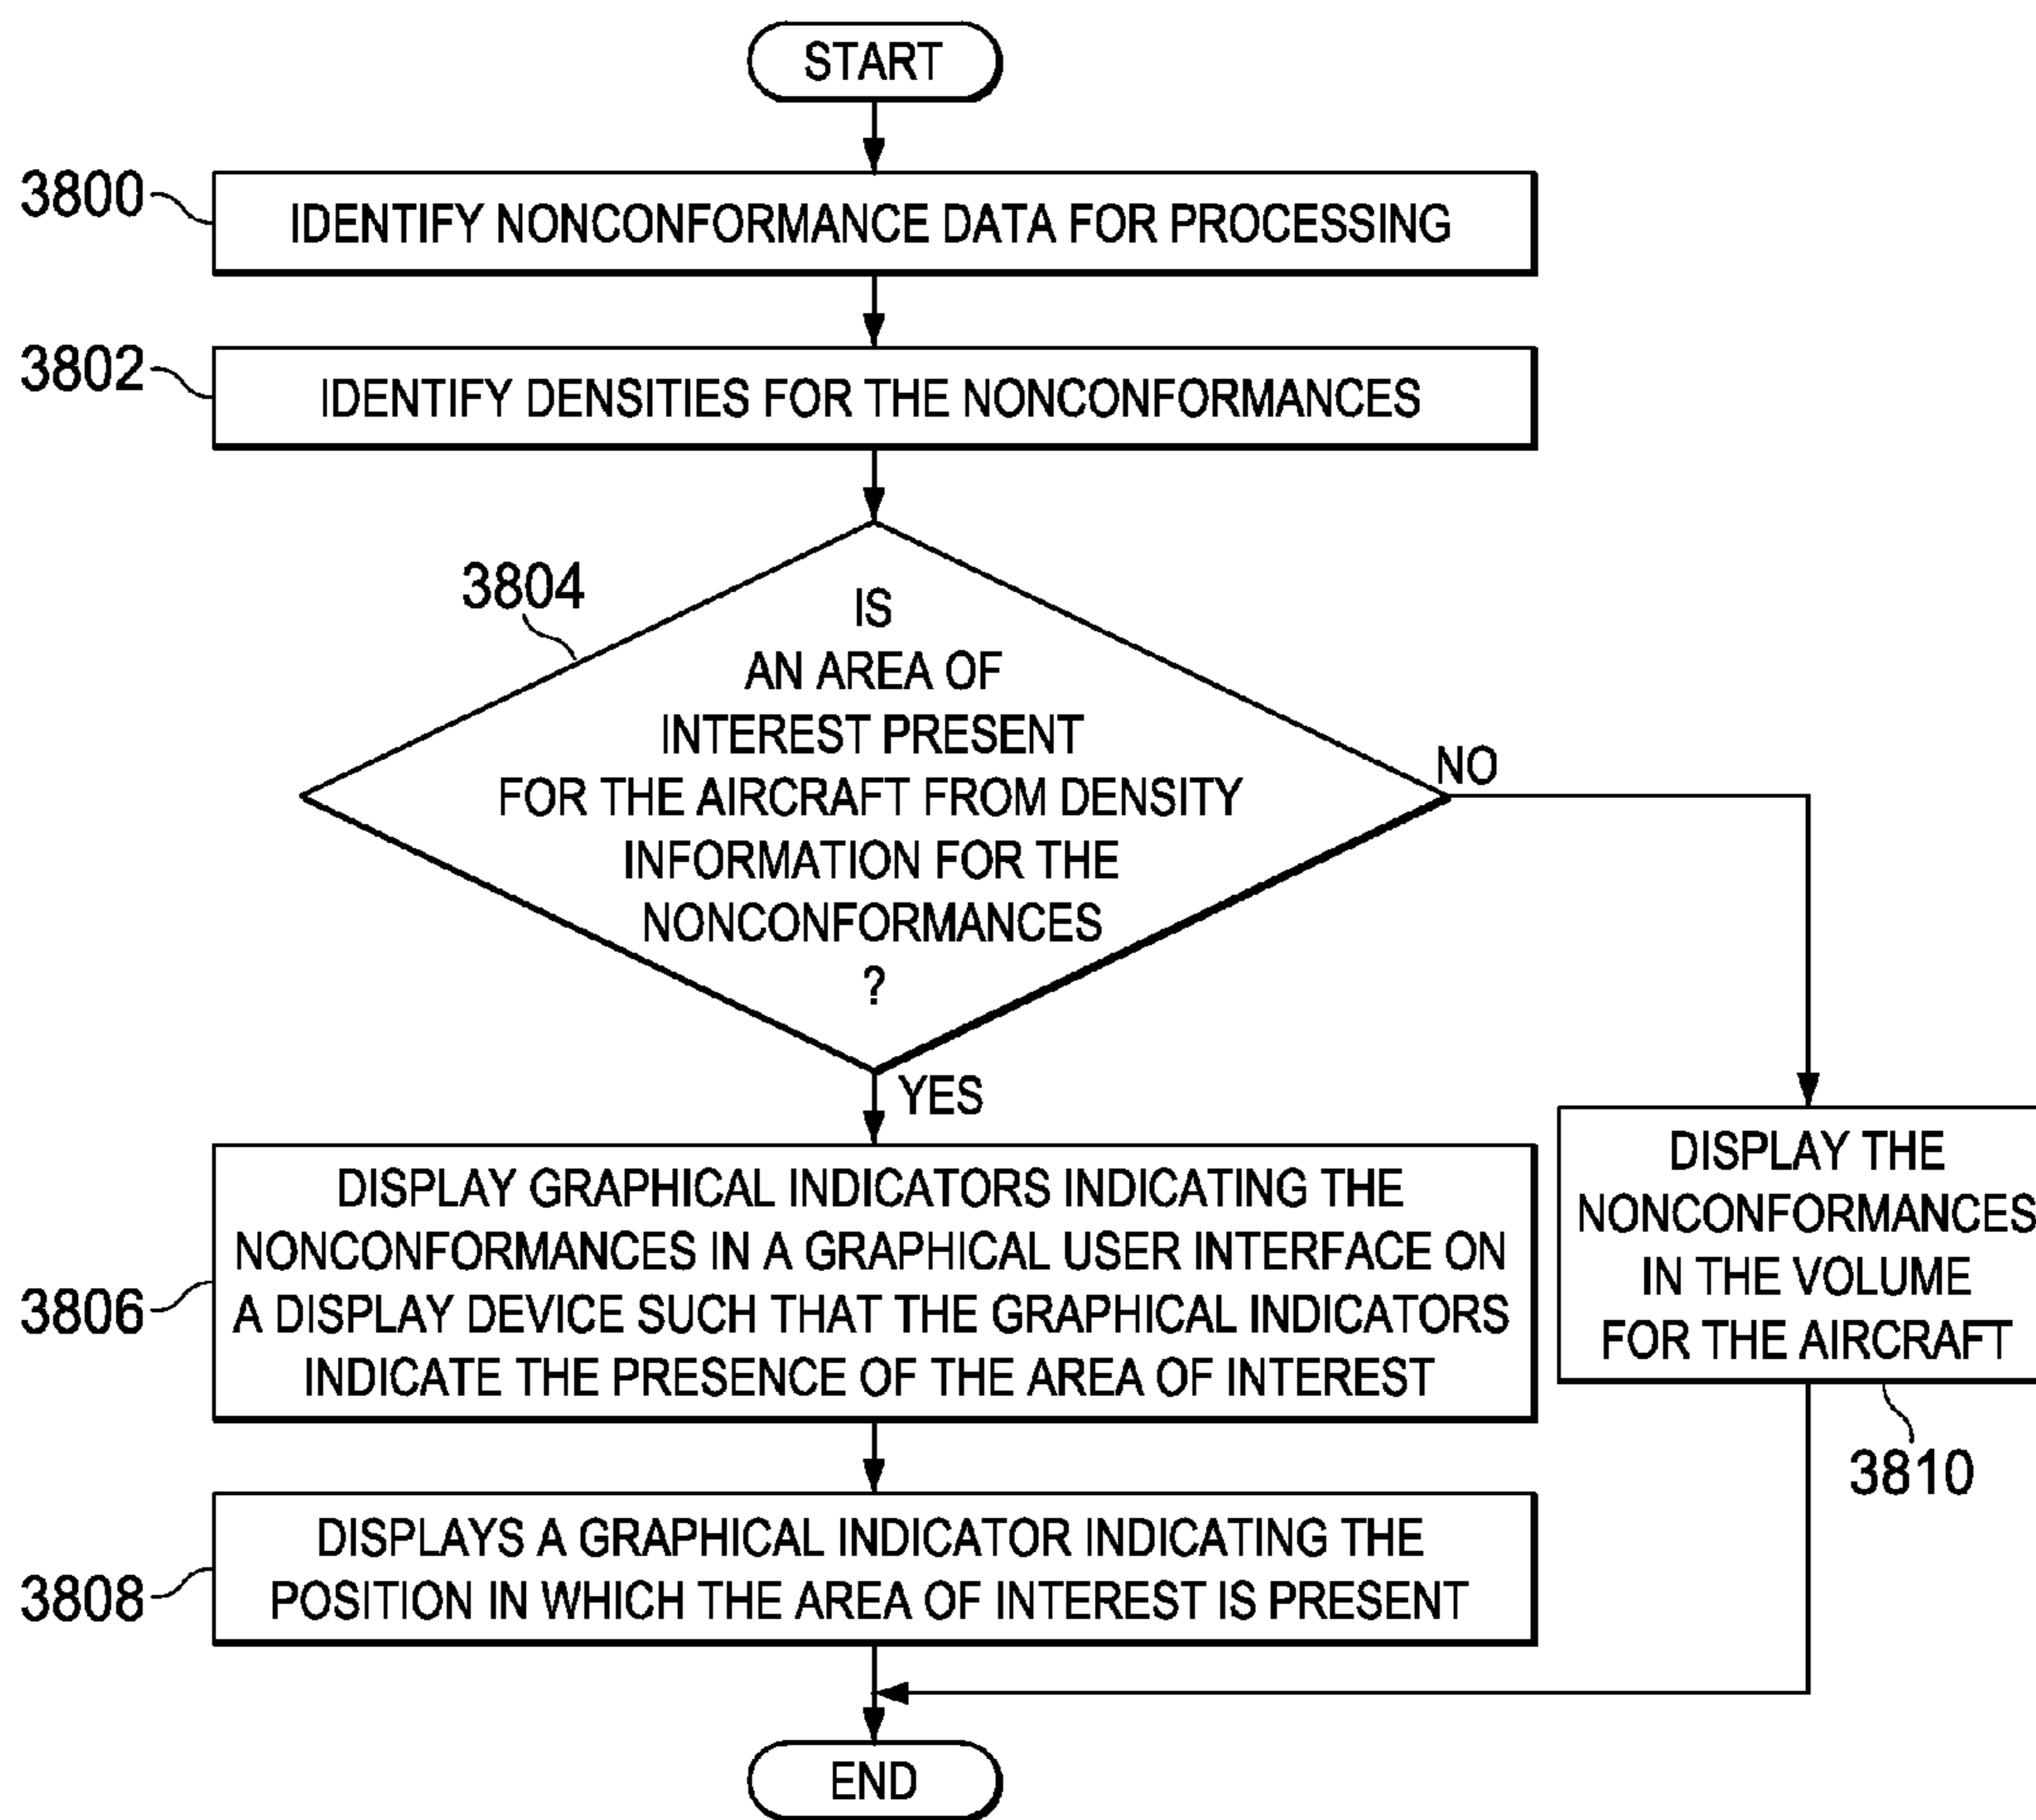 START
3800
IDENTIFY NONCONFORMANCE DATA FOR PROCESSING
3802
IDENTIFY DENSITIES FOR THE NONCONFORMANCES
3804
IS
AN AREA OF
INTEREST PRESENT
FOR THE AIRCRAFT FROM DENSITY
INFORMATION FOR THE
NONCONFORMANCES
?
NO
YES
3806
DISPLAY GRAPHICAL INDICATORS INDICATING THE
NONCONFORMANCES IN A GRAPHICAL USER INTERFACE ON
A DISPLAY DEVICE SUCH THAT THE GRAPHICAL INDICATORS
INDICATE THE PRESENCE OF THE AREA OF INTEREST
DISPLAY THE
NONCONFORMANCES
IN THE VOLUME
FOR THE AIRCRAFT
3810
3808
DISPLAYS A GRAPHICAL INDICATOR INDICATING THE
POSITION IN WHICH THE AREA OF INTEREST IS PRESENT
END